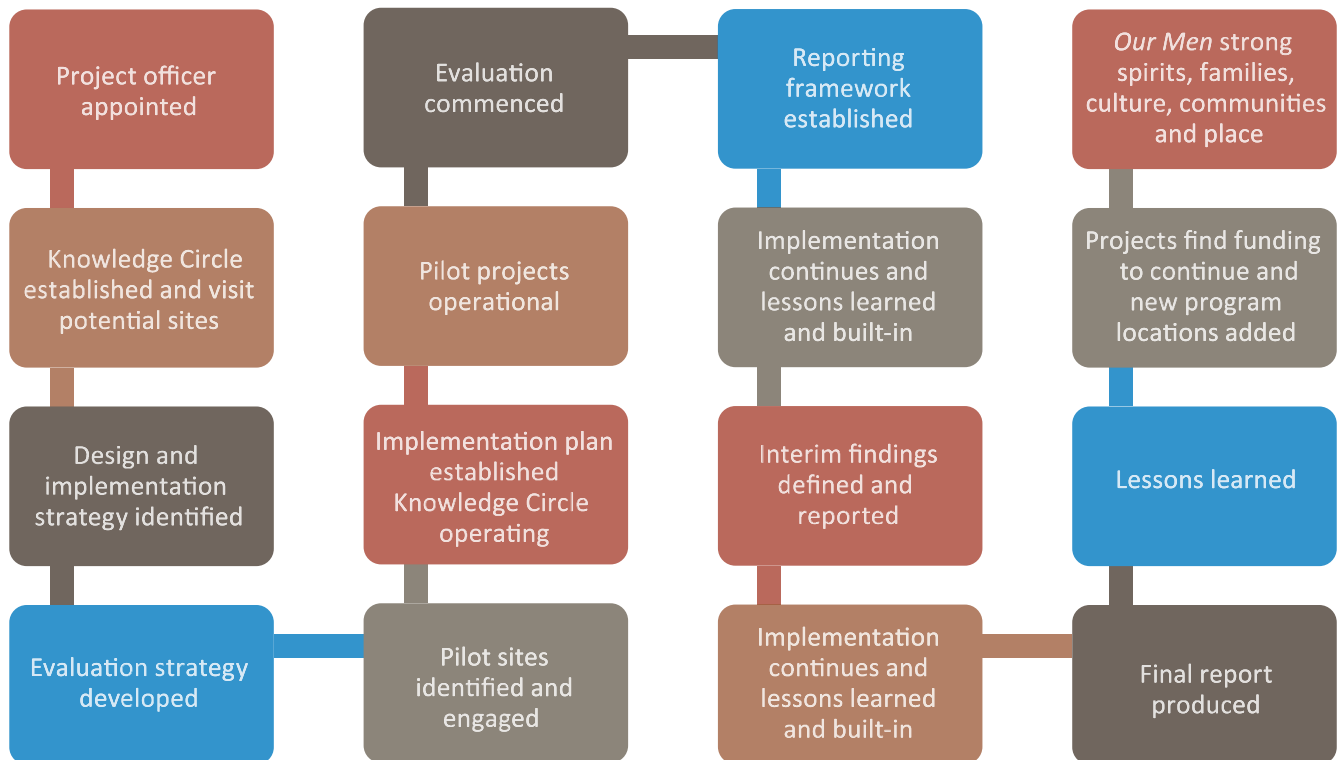 Project officer
appointed
Knowledge Circle
established and visit
potential sites
Design and
implementation
strategy identified
Evaluation strategy
developed
Pilot sites
identified and
engaged
Implementation plan
established
Knowledge Circle
operating
Pilot projects
operational
Evaluation
commenced
Reporting
framework
established
Implementation
continues and
lessons learned
and built-in
Interim findings
defined and
reported
Implementation
continues and
lessons learned
and built-in
Final report
produced
Lessons learned
Projects find funding
to continue and
new program
locations added
Our Men strong
spirits, families,
culture, communities
and place